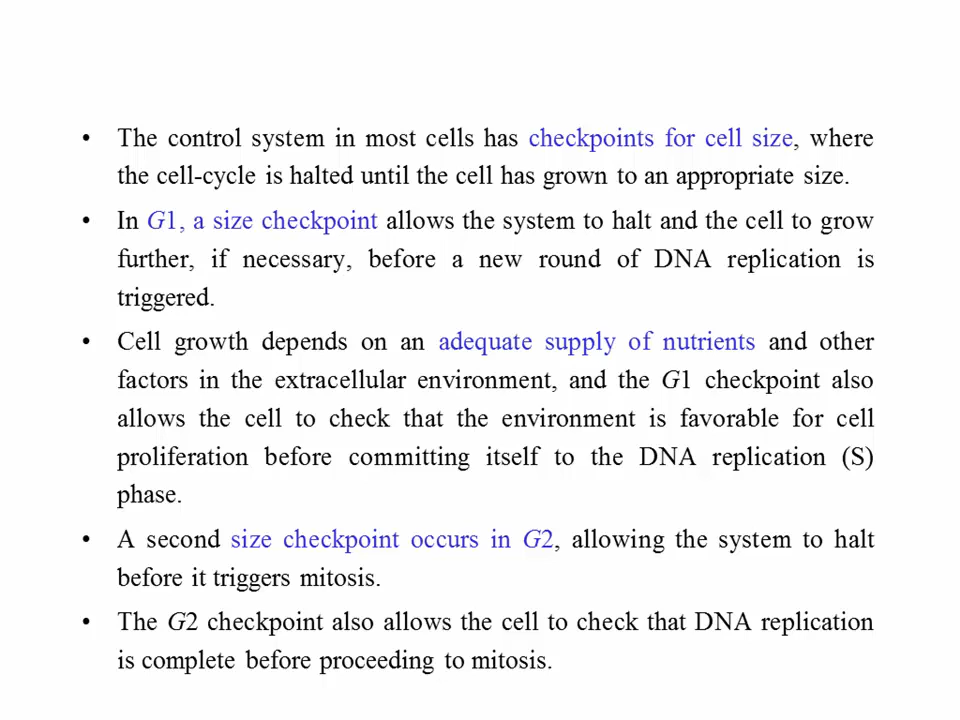 • The control system in most cells has checkpoints for cell size, where
the cell-cycle is halted until the cell has grown to an appropriate size.
• In G1, a size checkpoint allows the system to halt and the cell to grow
further, if necessary, before a new round of DNA replication is
triggered.
• Cell growth depends on an adequate supply of nutrients and other
factors in the extracellular environment, and the G1 checkpoint also
allows the cell to check that the environment is favorable for cell
proliferation before committing itself to the DNA replication (S)
phase.
• A second size checkpoint occurs in G2, allowing the system to halt
before it triggers mitosis.
• The G2 checkpoint also allows the cell to check that DNA replication
is complete before proceeding to mitosis.